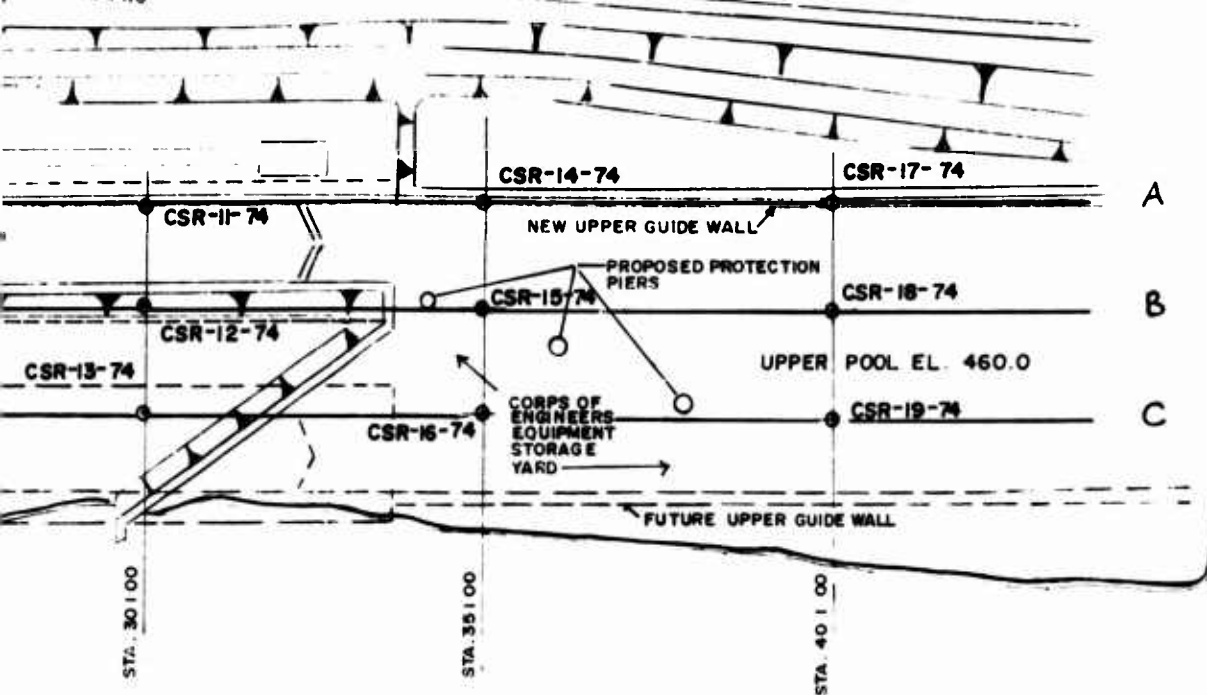 CSR-14-74
CSR-17-74
A
CSR-11-74
NEW UPPER GUIDE WALL
PROPOSED PROTECTION
PIERS
CSR-15-74
CSR-18-74
B
CSR-12-74
UPPER POOL EL. 460.0
CSR-13-74
CORPS OF
ENGINEERS
EQUIPMENT
STORAGE
YARD
CSR-16-74
CSR-19-74
C
FUTURE UPPER GUIDE WALL
STA. 30+00
STA. 35+00
STA. 40+00